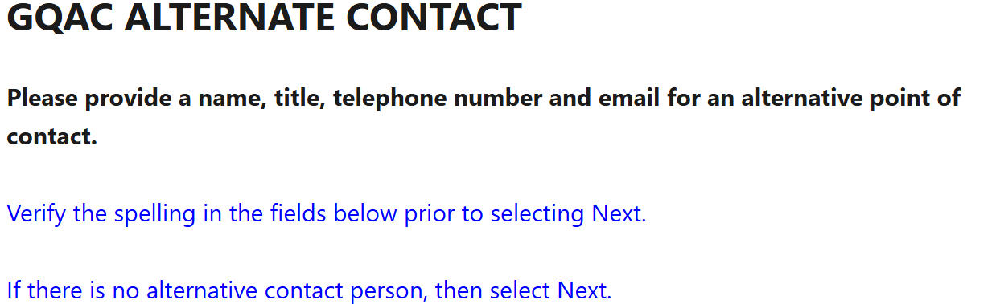 GQAC ALTERNATE CONTACT
Please provide a name, title, telephone number and email for an alternative point of
contact.
Verify the spelling in the fields below prior to selecting Next.
If there is no alternative contact person, then select Next.